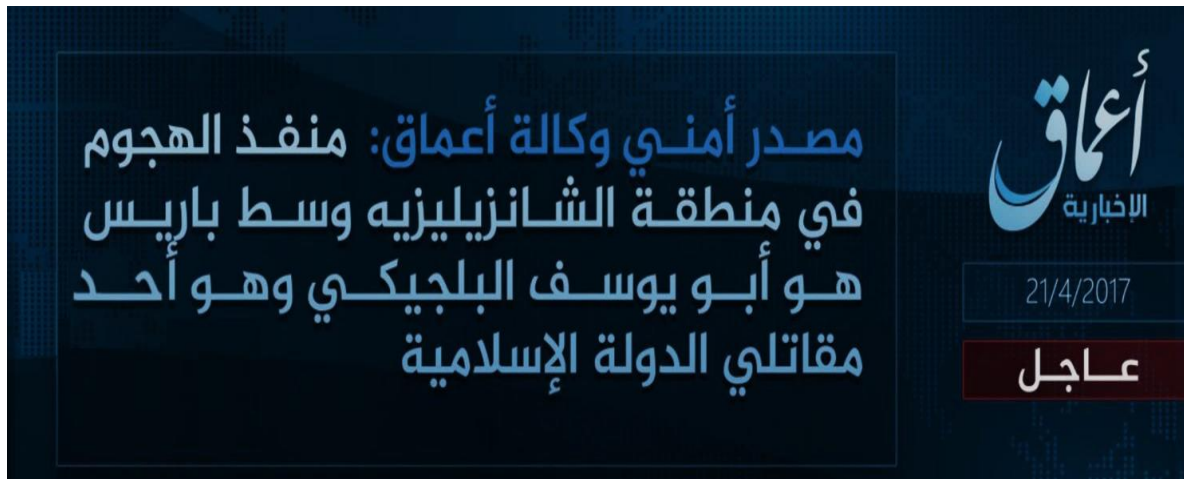 أعماق
الإخبارية
21/4/2017
عاجل
مصدر أمني وكالة أعماق: منفذ الهجوم
في منطقة الشانزيليزيه وسط باريس
هو أبو يوسف البلجيكي وهو أحد
مقاتلي الدولة الإسلامية